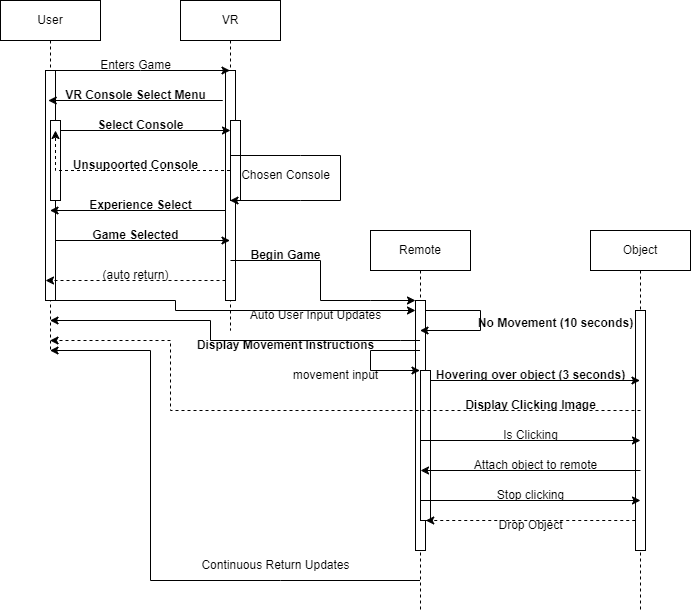 User
VR
Enters Game
VR Console Select Menu
Select Console
Unsupoorted Console
Chosen Console
Experience Select
Game Selected
Remote
Object
Begin Game
(auto return)
Auto User Input Updates
No Movement (10 seconds)
Display Movement Instructions
movement input
Hovering over object (3 seconds)
Display Clicking Image
Is Clicking
Attach object to remote
Stop clicking
Drop Object
Continuous Return Updates